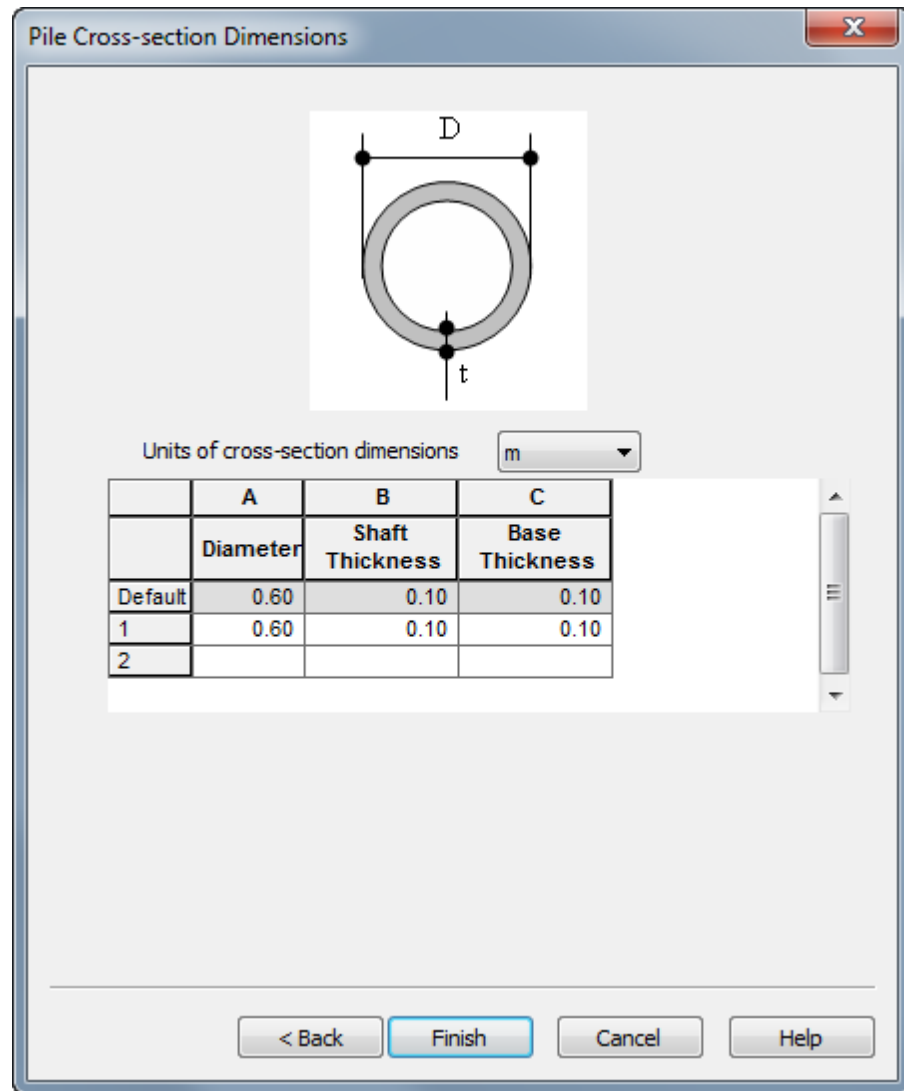 Pile Cross-section Dimensions
x
D
t
Units of cross-section dimensions m
A B C
Diameter Shaft Thickness Base Thickness
Default 0.60 0.10 0.10
1 0.60 0.10 0.10
2
< Back Finish Cancel Help